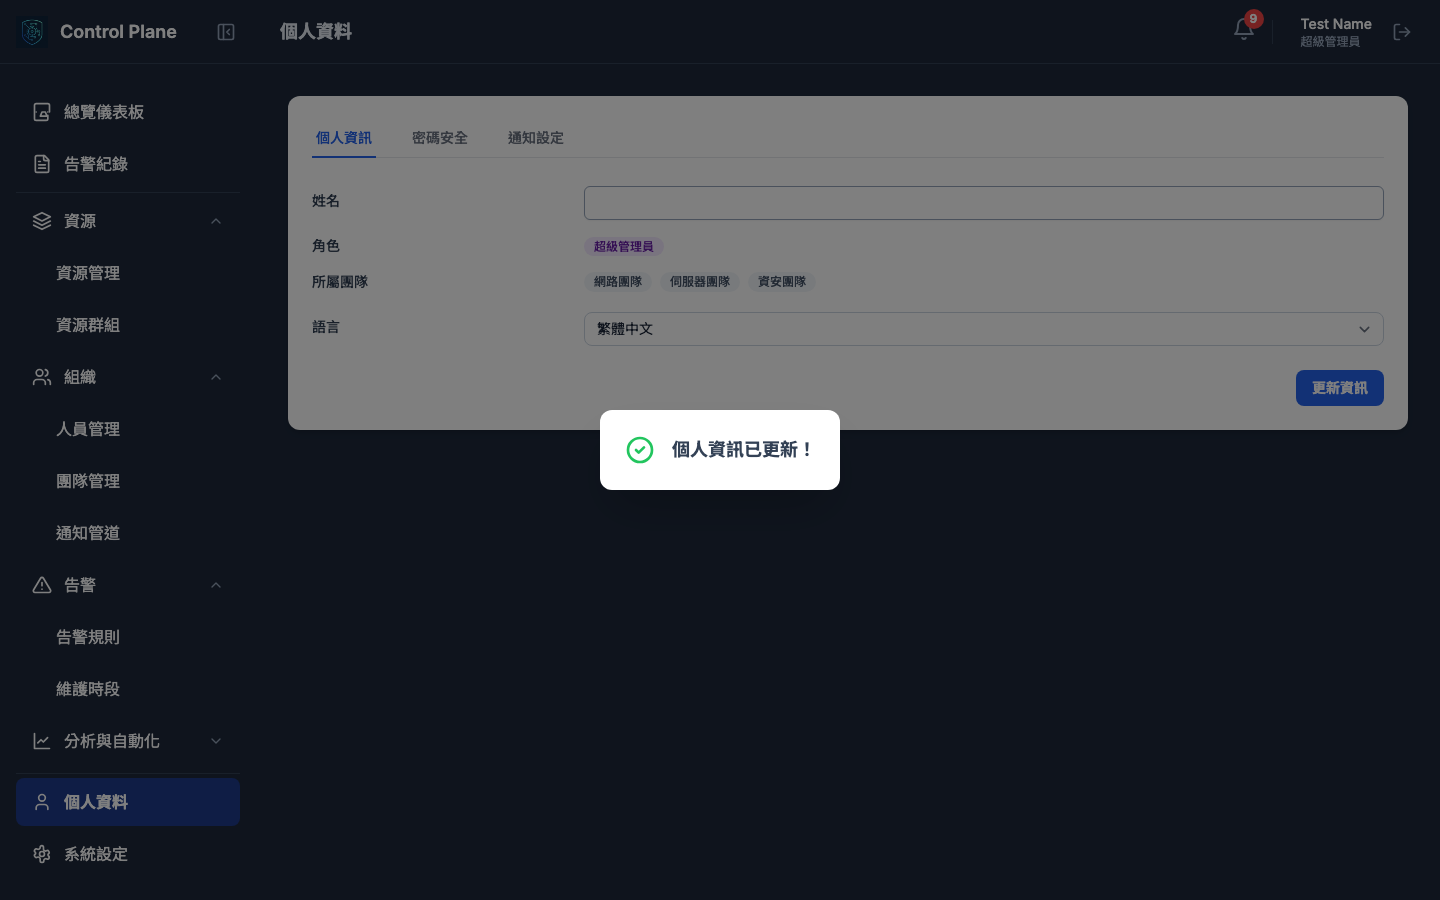 Control Plane
個人資料
9
Test Name
超級管理員
總覽儀表板
告警紀錄
資源
資源管理
資源群組
組織
人員管理
團隊管理
通知管道
告警
告警規則
維護時段
分析與自動化
個人資料
系統設定
個人資訊 密碼安全 通知設定
姓名
角色 超級管理員
所屬團隊 網路團隊 伺服器團隊 資安團隊
語言 繁體中文
更新資訊
個人資訊已更新！